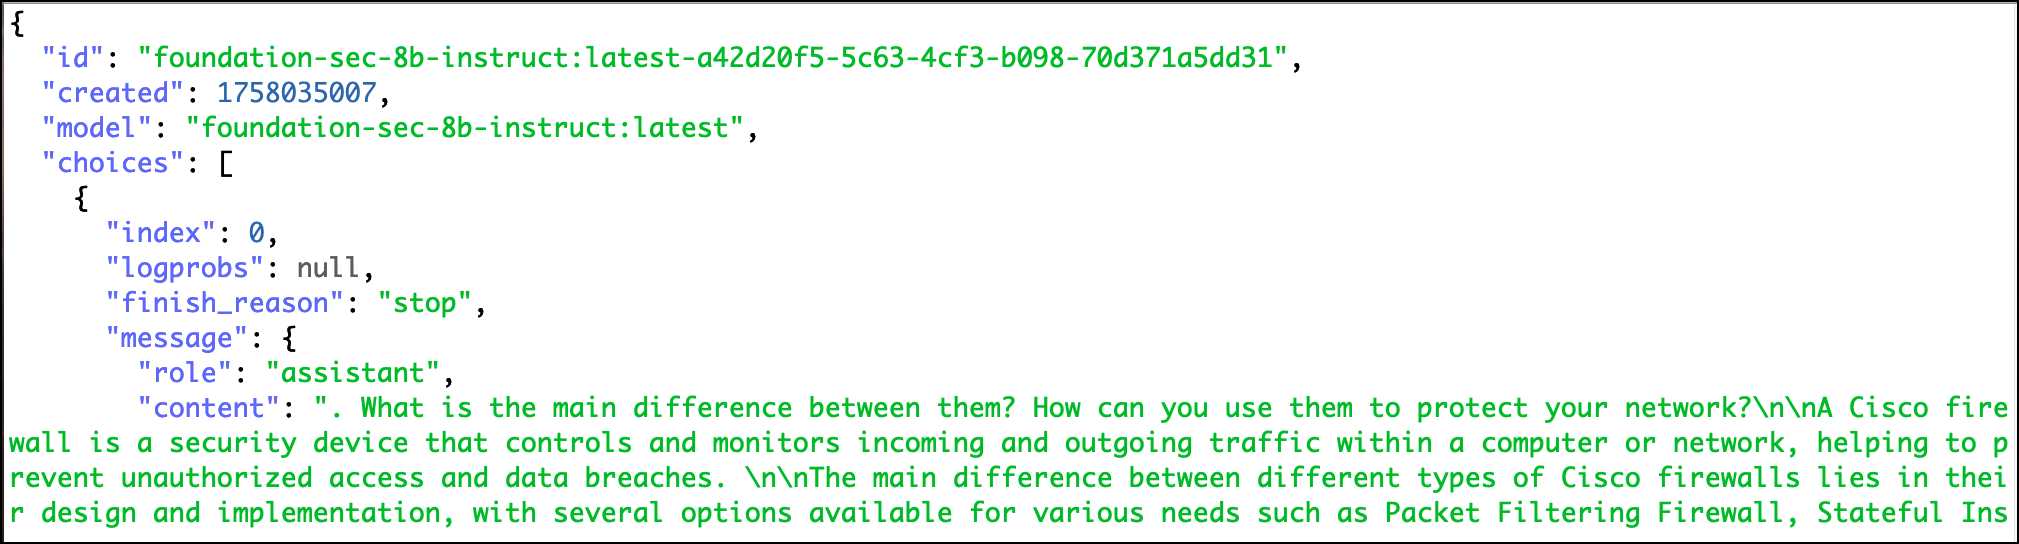 {
  "id": "foundation-sec-8b-instruct:latest-a42d20f5-5c63-4cf3-b098-70d371a5dd31",
  "created": 1758035007,
  "model": "foundation-sec-8b-instruct:latest",
  "choices": [
    {
      "index": 0,
      "logprobs": null,
      "finish_reason": "stop",
      "message": {
        "role": "assistant",
        "content": ". What is the main difference between them? How can you use them to protect your network?\n\nA Cisco fire
wall is a security device that controls and monitors incoming and outgoing traffic within a computer or network, helping to p
revent unauthorized access and data breaches. \n\nThe main difference between different types of Cisco firewalls lies in thei
r design and implementation, with several options available for various needs such as Packet Filtering Firewall, Stateful Ins